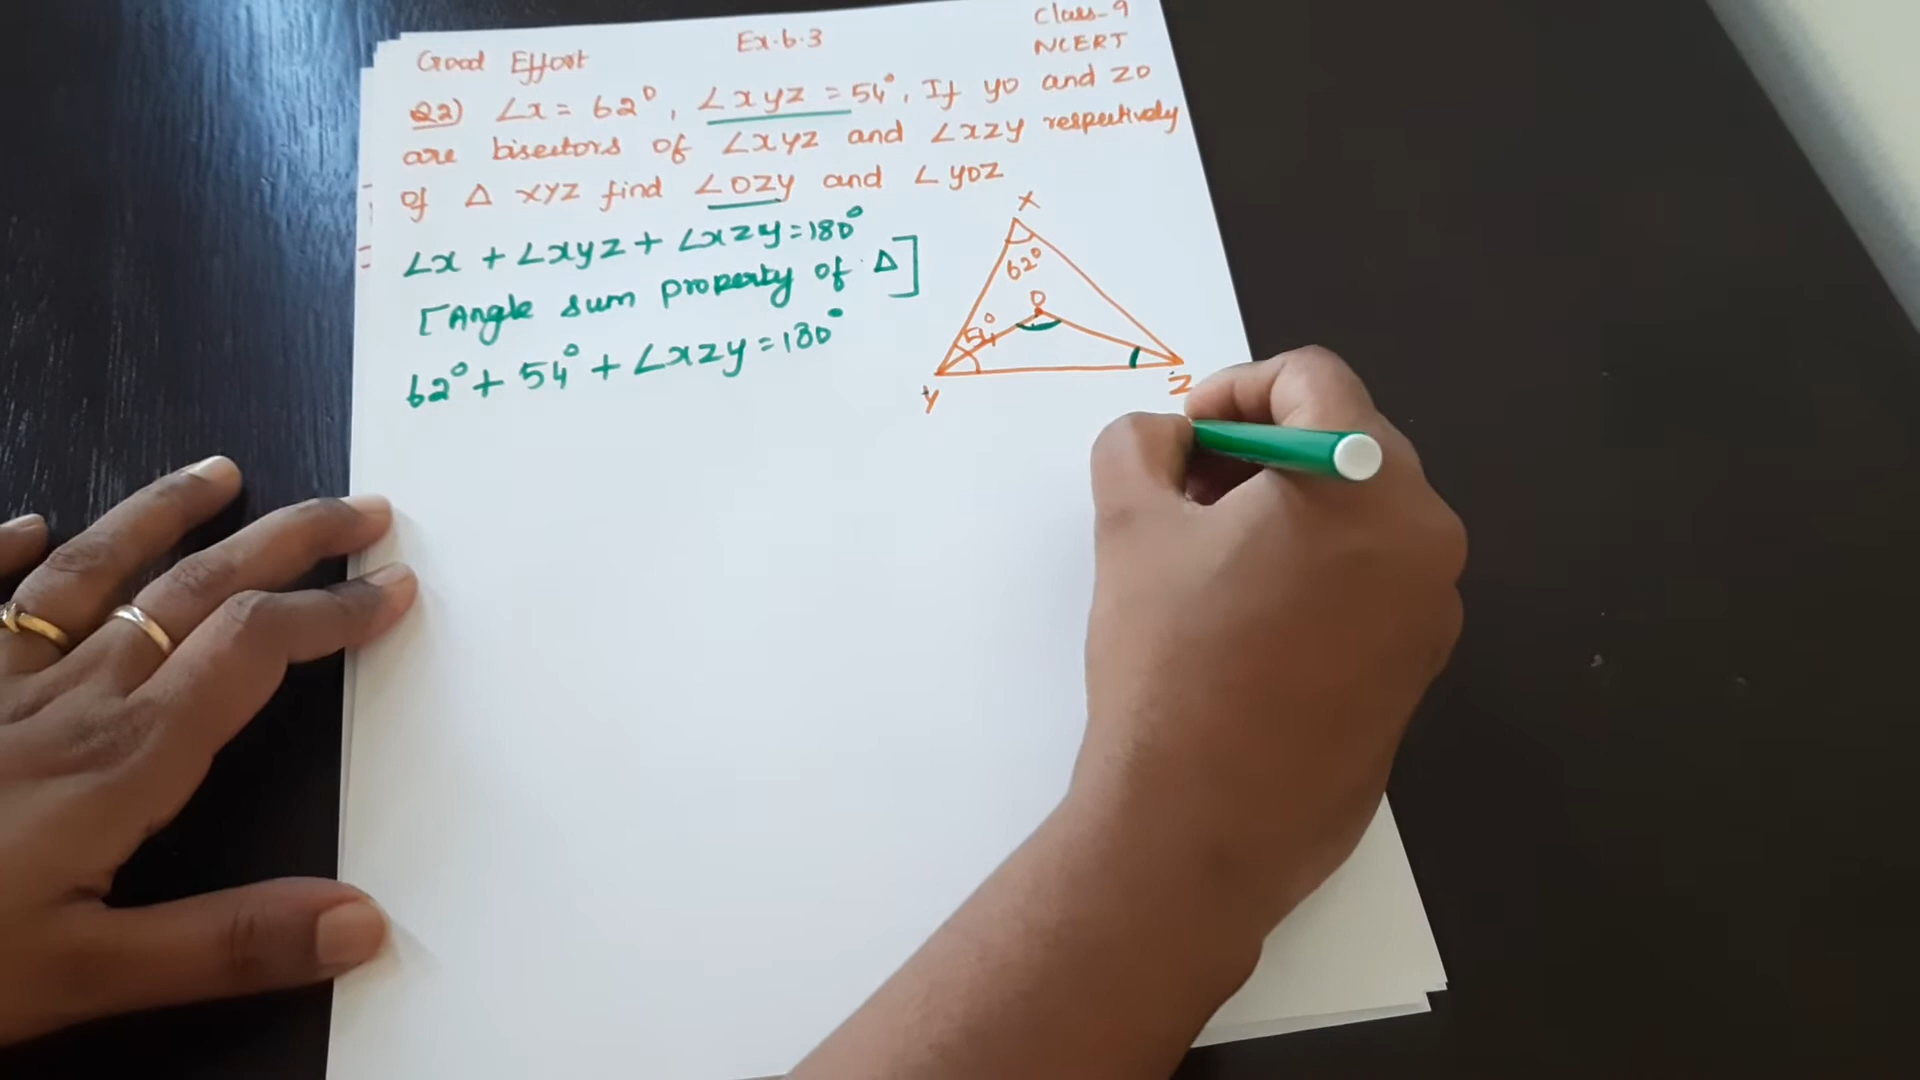 Good Effort
Ex.6.3
Class-9
NCERT
Q2) ∠x = 62°, ∠xyz = 54°, If yo and zo
are bisectors of ∠xyz and ∠xzy respectively
of Δ XYZ find ∠OZY and ∠YOZ
∠x + ∠xyz + ∠xzy = 180°
[Angle sum property of Δ]
62° + 54° + ∠xzy = 180°
X
62°
O
54°
Y
Z